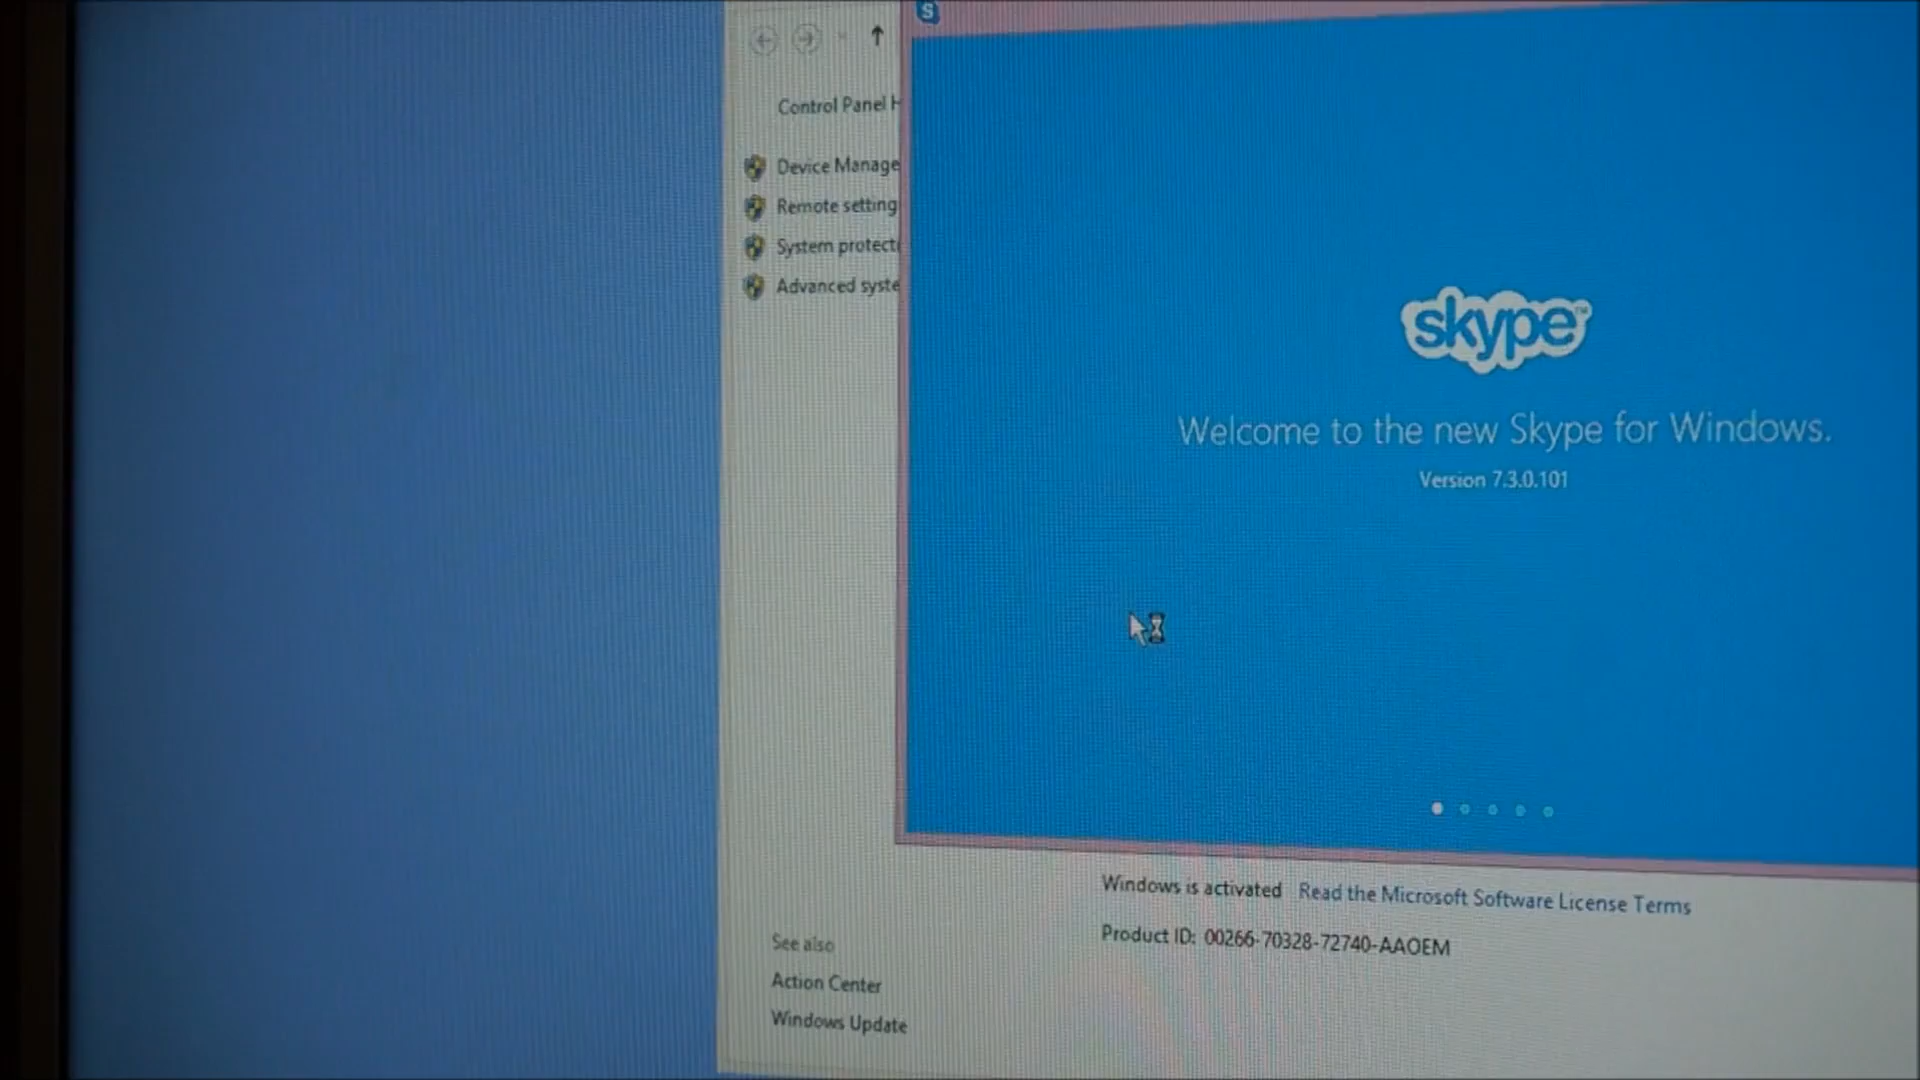 S
Control Panel H
Device Manage
Remote setting
System protecti
Advanced syste
skype™
Welcome to the new Skype for Windows.
Version 7.3.0.101
Windows is activated Read the Microsoft Software License Terms
Product ID: 00266-70328-72740-AAOEM
See also
Action Center
Windows Update